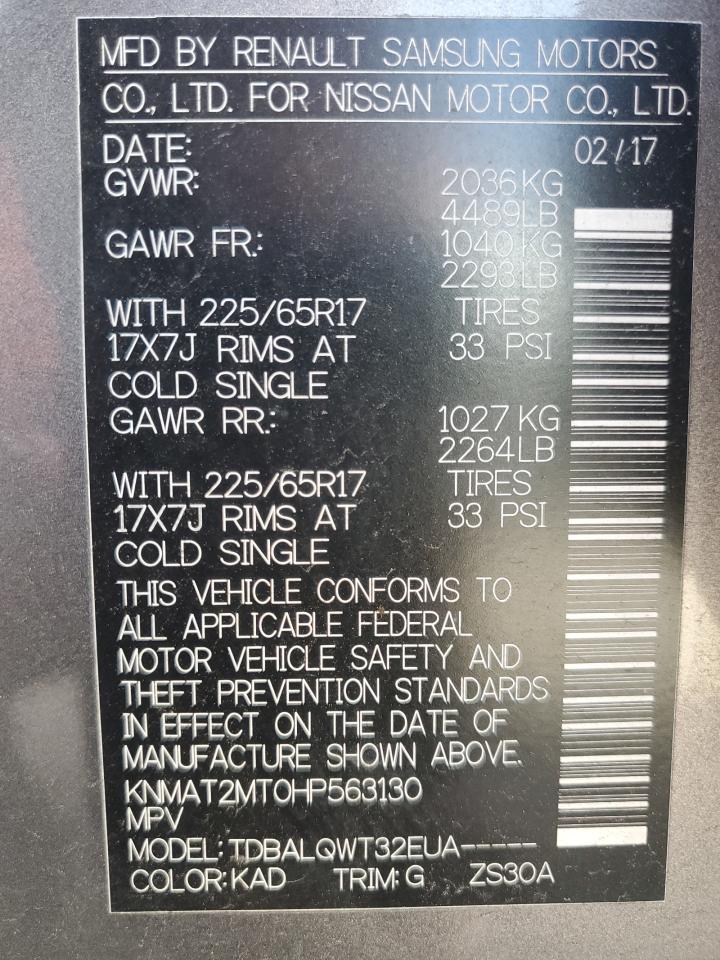 MFD BY RENAULT SAMSUNG MOTORS
CO., LTD. FOR NISSAN MOTOR CO., LTD.
DATE: 02/17
GVWR: 2036KG
4489LB
GAWR FR.: 1040KG
2293LB
WITH 225/65R17 TIRES
17X7J RIMS AT 33 PSI
COLD SINGLE
GAWR RR.: 1027KG
2264LB
WITH 225/65R17 TIRES
17X7J RIMS AT 33 PSI
COLD SINGLE
THIS VEHICLE CONFORMS TO
ALL APPLICABLE FEDERAL
MOTOR VEHICLE SAFETY AND
THEFT PREVENTION STANDARDS
IN EFFECT ON THE DATE OF
MANUFACTURE SHOWN ABOVE.
KNMAT2MT0HP563130
MPV
MODEL: TDBALQWT32EUA-----
COLOR: KAD TRIM: G ZS30A